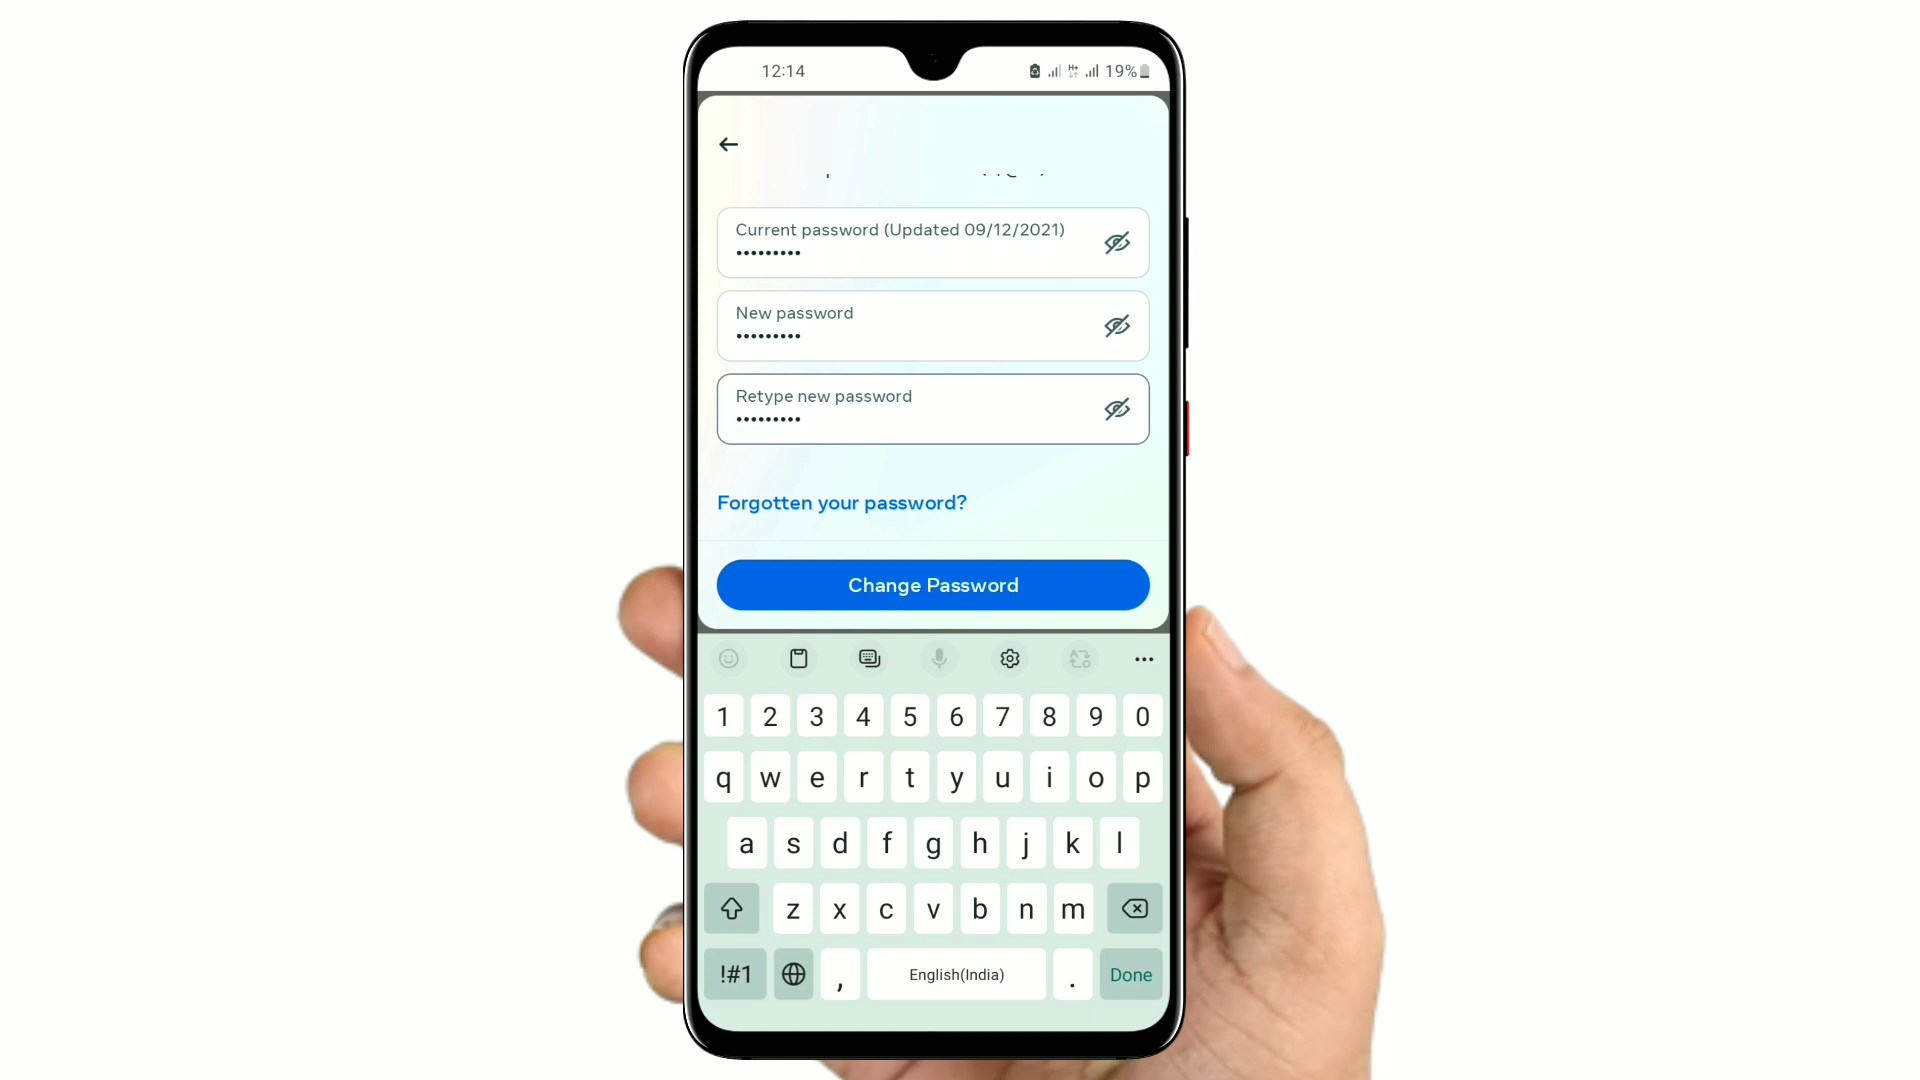 12:14
H+
19%
Current password (Updated 09/12/2021)
•••••••••
New password
•••••••••
Retype new password
•••••••••
Forgotten your password?
Change Password
1 2 3 4 5 6 7 8 9 0
q w e r t y u i o p
a s d f g h j k l
z x c v b n m
!#1 , English(India) . Done